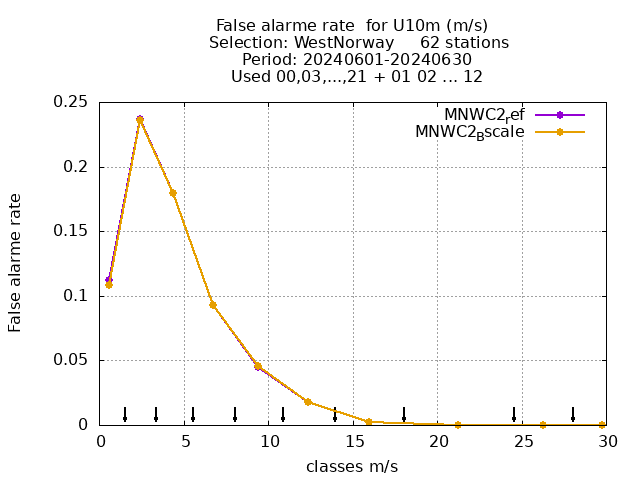 False alarme rate  for U10m (m/s)
Selection: WestNorway     62 stations
Period: 20240601-20240630
Used 00,03,...,21 + 01 02 ... 12
MNWC2ref
MNWC2Bscale
0.25
0.2
0.15
0.1
0.05
0
False alarme rate
0 5 10 15 20 25 30
classes m/s